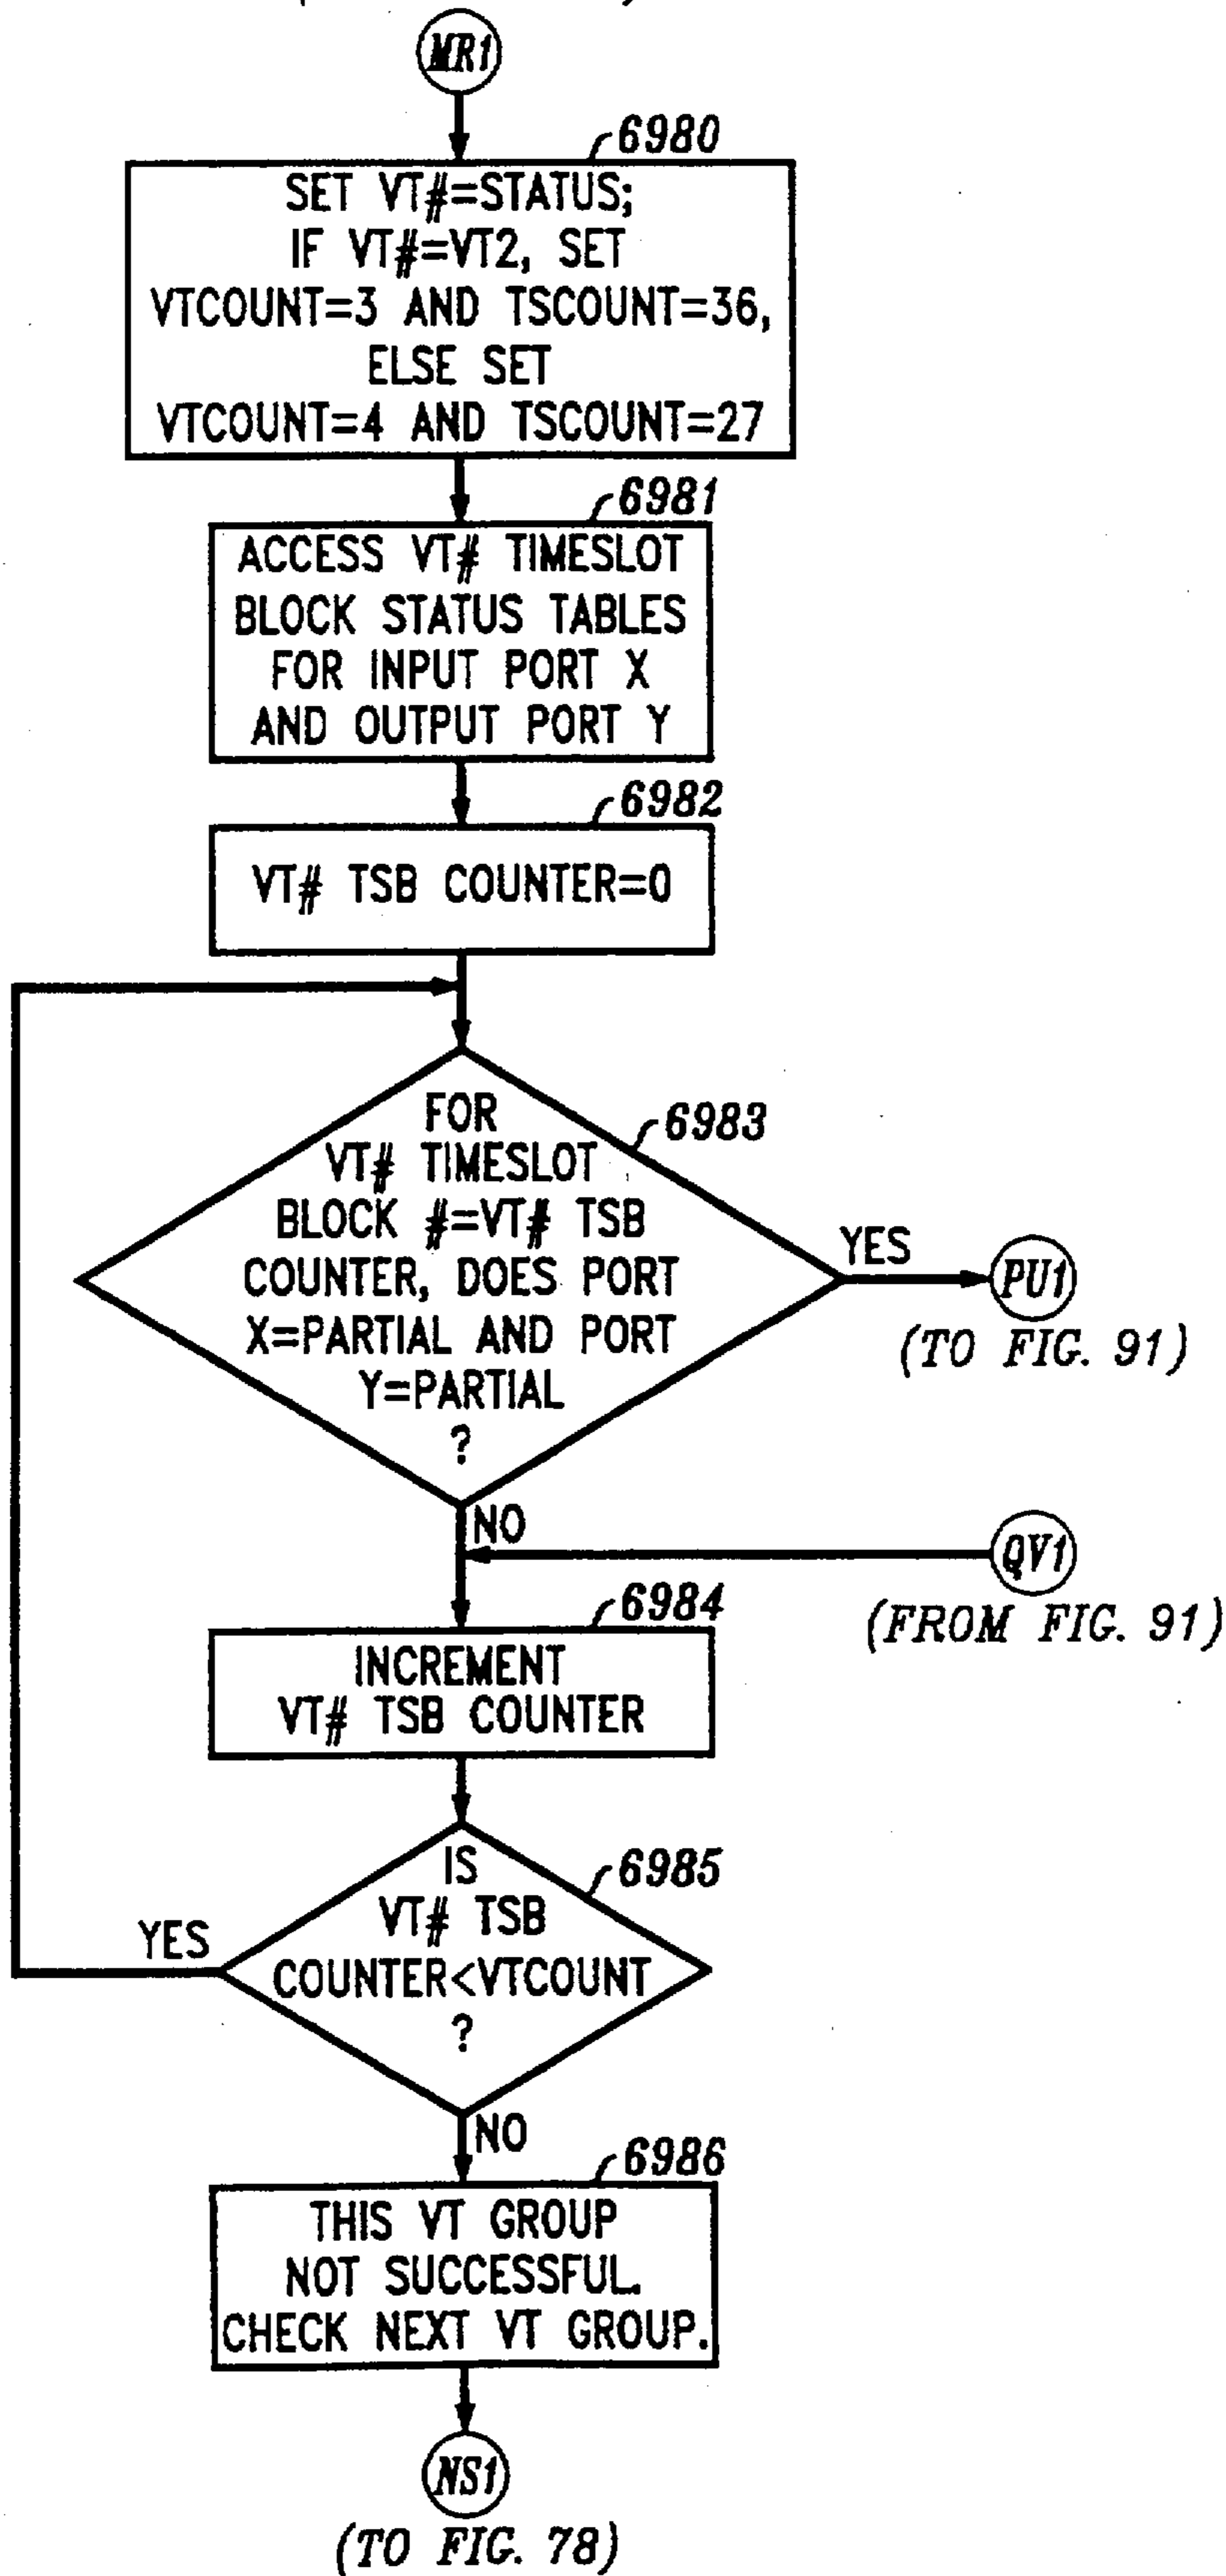 MR1
6980
SET VT#=STATUS;
IF VT#=VT2, SET
VTCOUNT=3 AND TSCOUNT=36,
ELSE SET
VTCOUNT=4 AND TSCOUNT=27
6981
ACCESS VT# TIMESLOT
BLOCK STATUS TABLES
FOR INPUT PORT X
AND OUTPUT PORT Y
6982
VT# TSB COUNTER=0
6983
FOR
VT# TIMESLOT
BLOCK #=VT# TSB
COUNTER, DOES PORT
X=PARTIAL AND PORT
Y=PARTIAL
?
YES
PU1
(TO FIG. 91)
NO
QV1
(FROM FIG. 91)
6984
INCREMENT
VT# TSB COUNTER
6985
IS
VT# TSB
COUNTER<VTCOUNT
?
YES
NO
6986
THIS VT GROUP
NOT SUCCESSFUL.
CHECK NEXT VT GROUP.
NS1
(TO FIG. 78)